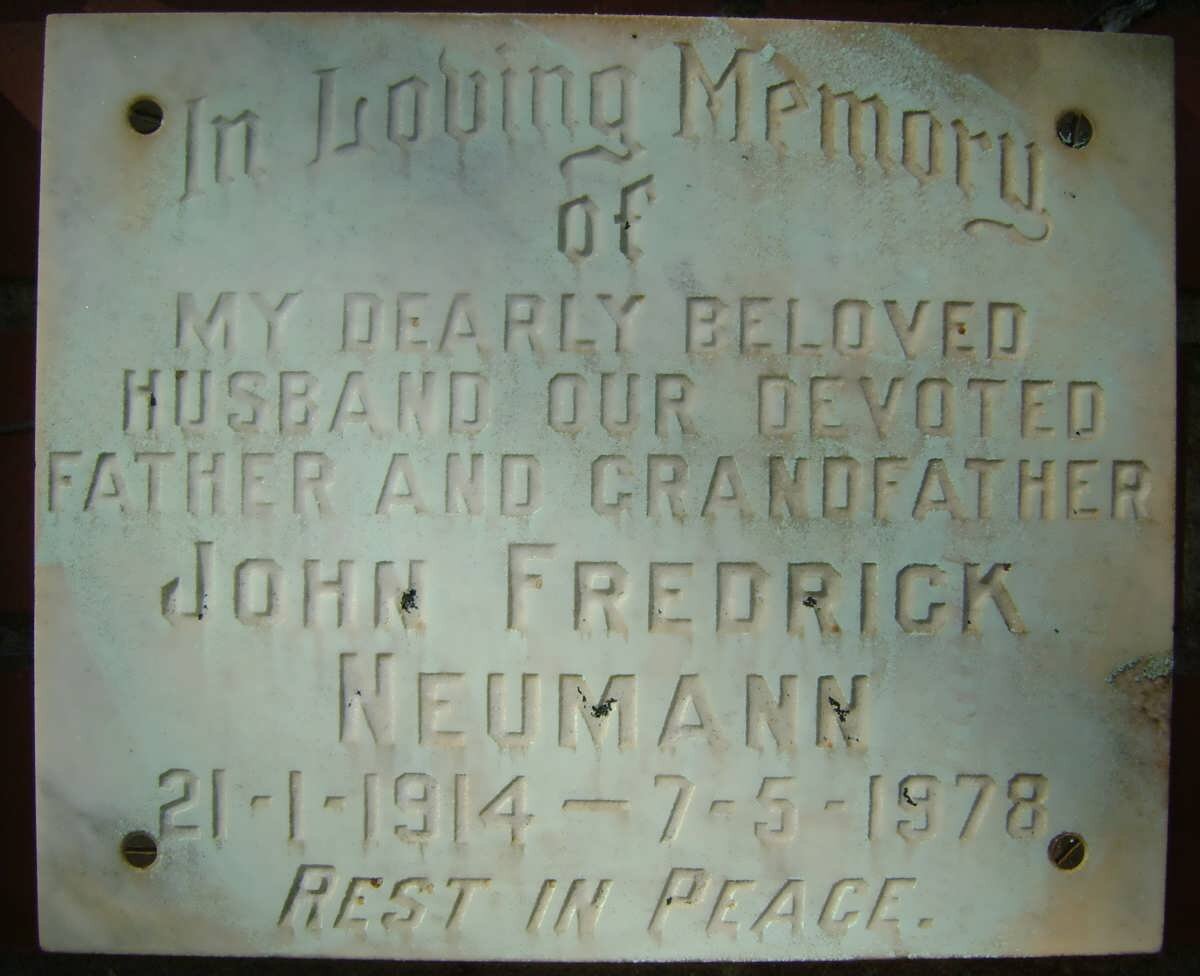 In Loving Memory
of
MY DEARLY BELOVED
HUSBAND OUR DEVOTED
FATHER AND GRANDFATHER
JOHN FREDRICK
NEUMANN
21-1-1914 — 7-5-1978
REST IN PEACE.